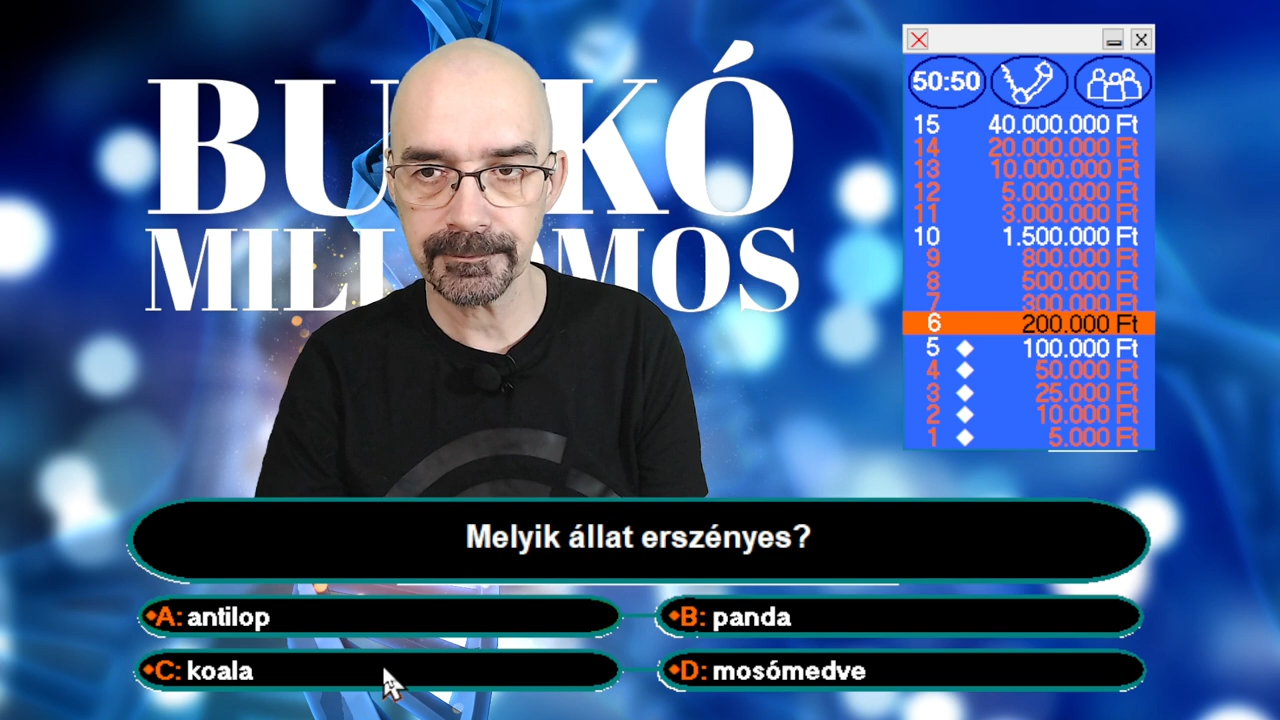 BU KÓ
MILL OMOS
50:50
15 40.000.000 Ft
14 20.000.000 Ft
13 10.000.000 Ft
12 5.000.000 Ft
11 3.000.000 Ft
10 1.500.000 Ft
9 800.000 Ft
8 500.000 Ft
7 300.000 Ft
6 200.000 Ft
5 100.000 Ft
4 50.000 Ft
3 25.000 Ft
2 10.000 Ft
1 5.000 Ft
Melyik állat erszényes?
A: antilop
B: panda
C: koala
D: mosómedve